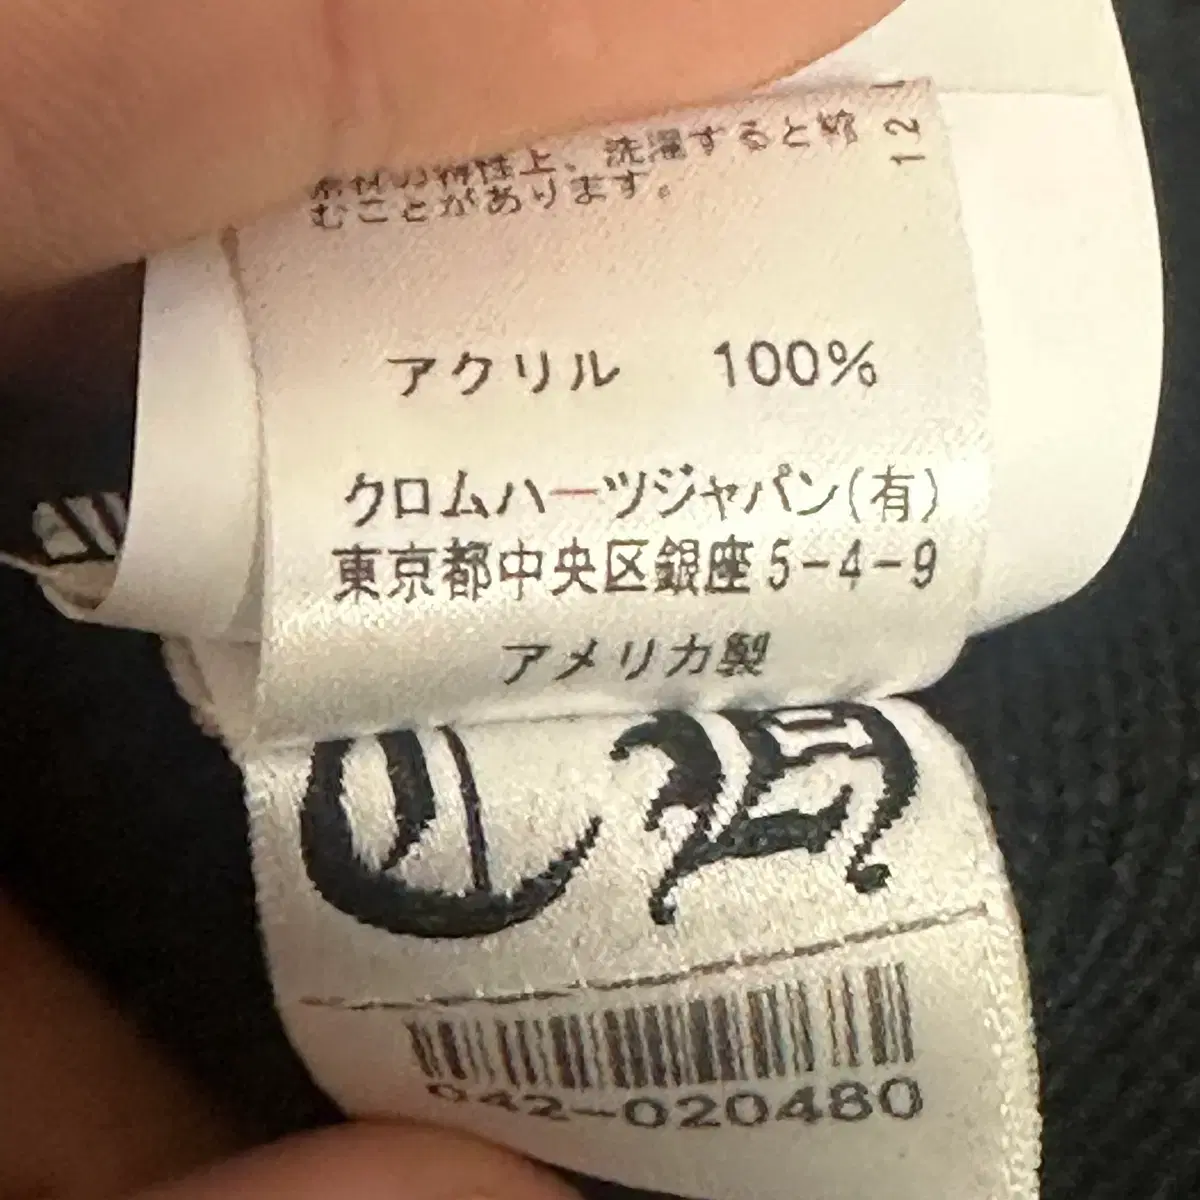 素材の特性上、洗濯すると縮
むことがあります。
12
アクリル 100%
クロムハーツジャパン(有)
東京都中央区銀座5-4-9
アメリカ製
CH
042-020480